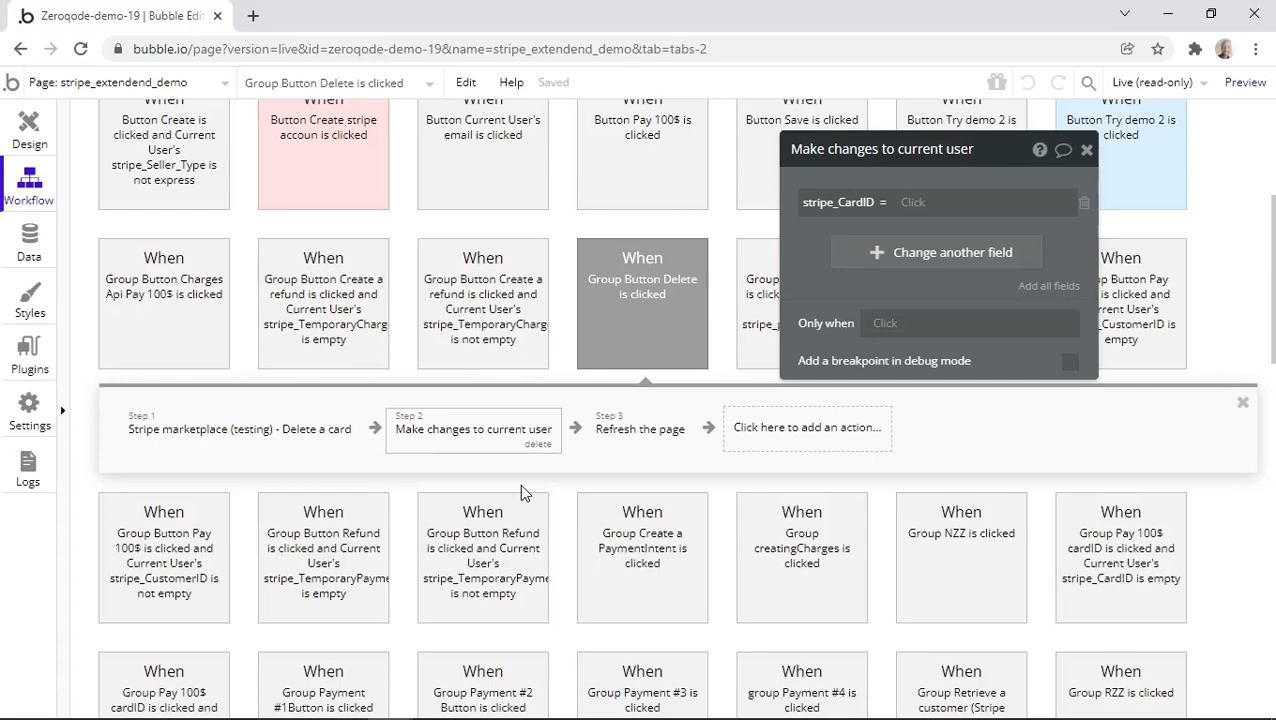 Zeroqode-demo-19 | Bubble Edit
bubble.io/page?version=live&id=zeroqode-demo-19&name=stripe_extendend_demo&tab=tabs-2
Page: stripe_extendend_demo
Group Button Delete is clicked
Edit
Help
Saved
Live (read-only)
Preview
Design
Workflow
Data
Styles
Plugins
Settings
Logs
When
Button Create is
clicked and Current
User's
stripe_Seller_Type is
not express
When
Button Create stripe
accoun is clicked
When
Button Current User's
email is clicked
When
Button Pay 100$ is
clicked
When
Button Save is clicked
When
Button Try demo 2 is
When
Button Try demo 2 is
clicked
Make changes to current user
stripe_CardID =
Click
Change another field
Add all fields
Only when
Click
Add a breakpoint in debug mode
When
Group Button Charges
Api Pay 100$ is clicked
When
Group Button Create a
refund is clicked and
Current User's
stripe_TemporaryCharg
is empty
When
Group Button Create a
refund is clicked and
Current User's
stripe_TemporaryCharg
is not empty
When
Group Button Delete
is clicked
When
Group Button Pay
is clicked and
Current User's
stripe_CustomerID is
empty
Step 1
Stripe marketplace (testing) - Delete a card
Step 2
Make changes to current user
delete
Step 3
Refresh the page
Click here to add an action...
When
Group Button Pay
100$ is clicked and
Current User's
stripe_CustomerID is
not empty
When
Group Button Refund
is clicked and Current
User's
stripe_TemporaryPayme
is empty
When
Group Button Refund
is clicked and Current
User's
stripe_TemporaryPayme
is not empty
When
Group Create a
PaymentIntent is
clicked
When
Group
creatingCharges is
clicked
When
Group NZZ is clicked
When
Group Pay 100$
cardID is clicked and
Current User's
stripe_CardID is empty
When
Group Pay 100$
cardID is clicked and
When
Group Payment
#1Button is clicked
When
Group Payment #2
Button is clicked
When
Group Payment #3 is
clicked
When
group Payment #4 is
clicked
When
Group Retrieve a
customer (Stripe
When
Group RZZ is clicked